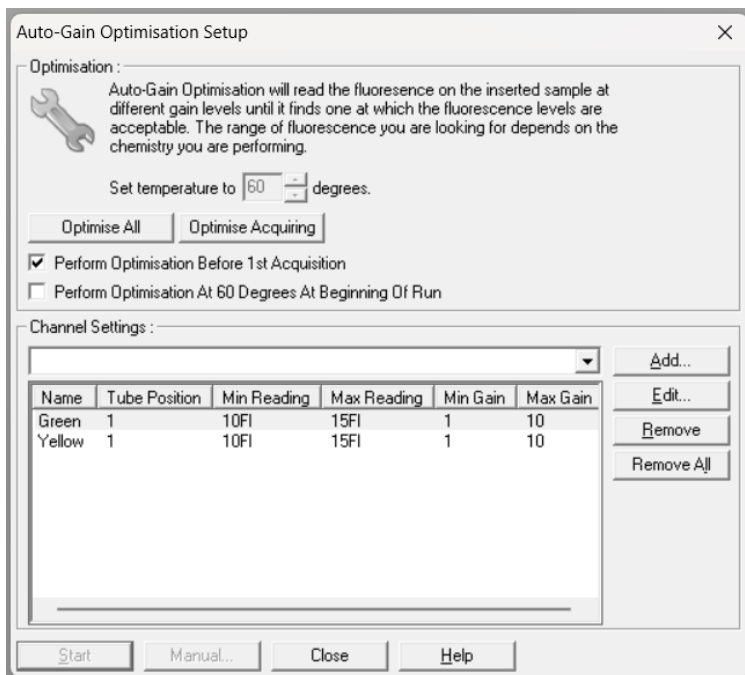 Auto-Gain Optimisation Setup
Optimisation :
Auto-Gain Optimisation will read the fluoresence on the inserted sample at
different gain levels until it finds one at which the fluorescence levels are
acceptable. The range of fluorescence you are looking for depends on the
chemistry you are performing.
Set temperature to 60 degrees.
Optimise All Optimise Acquiring
Perform Optimisation Before 1st Acquisition
Perform Optimisation At 60 Degrees At Beginning Of Run
Channel Settings :
Add...
Name Tube Position Min Reading Max Reading Min Gain Max Gain Edit...
Green 1 10Fl 15Fl 1 10
Remove
Yellow 1 10Fl 15Fl 1 10
Remove All
Start Manual... Close Help